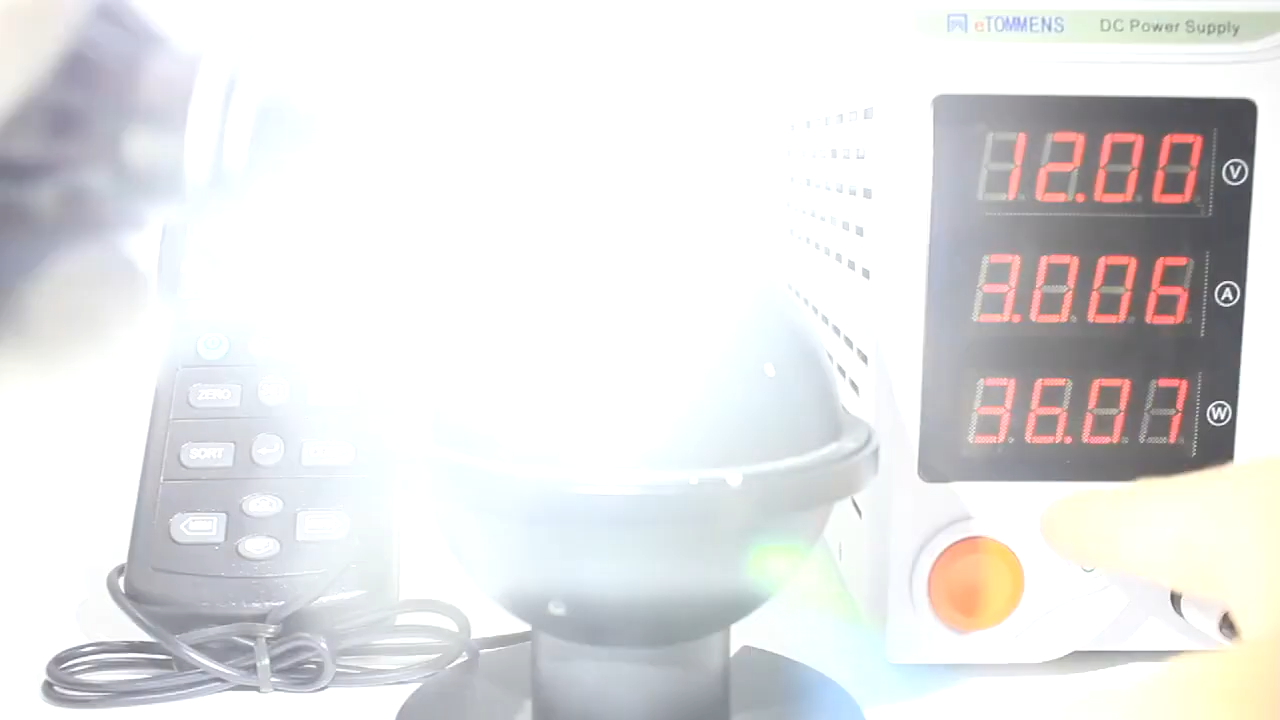 eTOMMENS DC Power Supply
12.00 V
3.006 A
36.07 W
ZERO
SORT